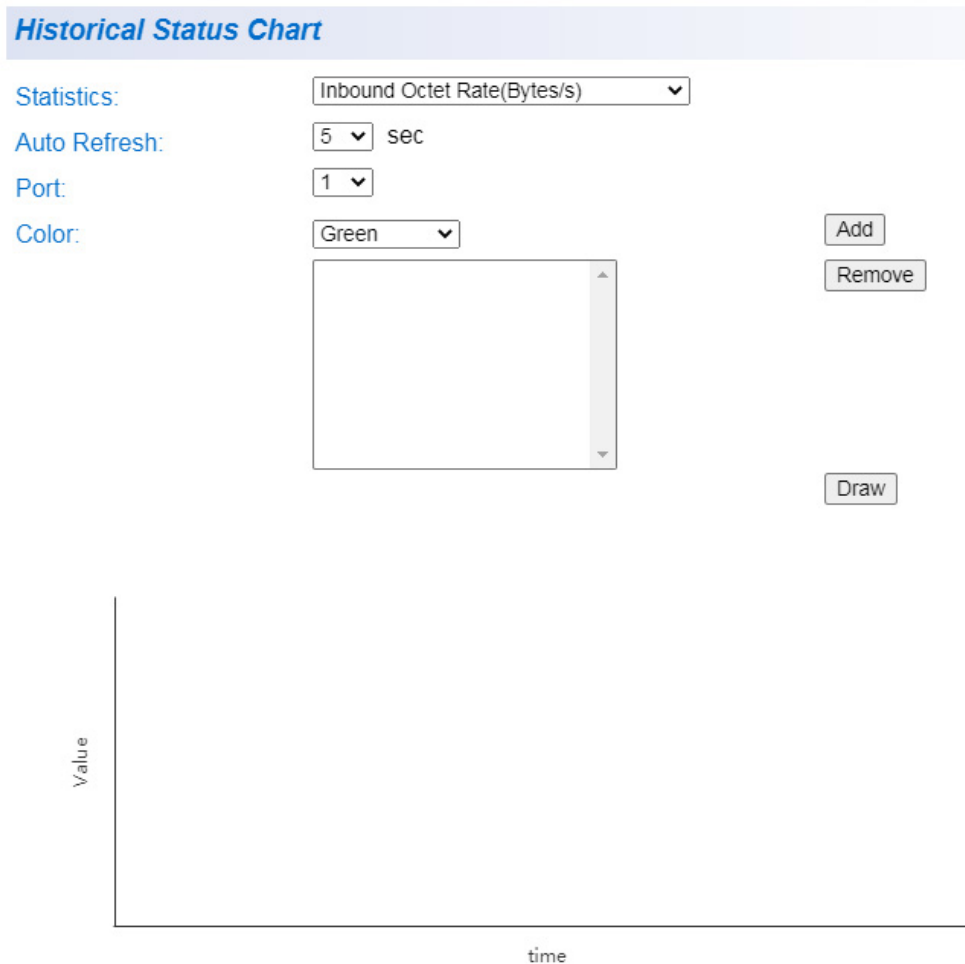 Historical Status Chart
Statistics: Inbound Octet Rate(Bytes/s)
Auto Refresh: 5 sec
Port: 1
Color: Green Add
Remove
Draw
Value
time